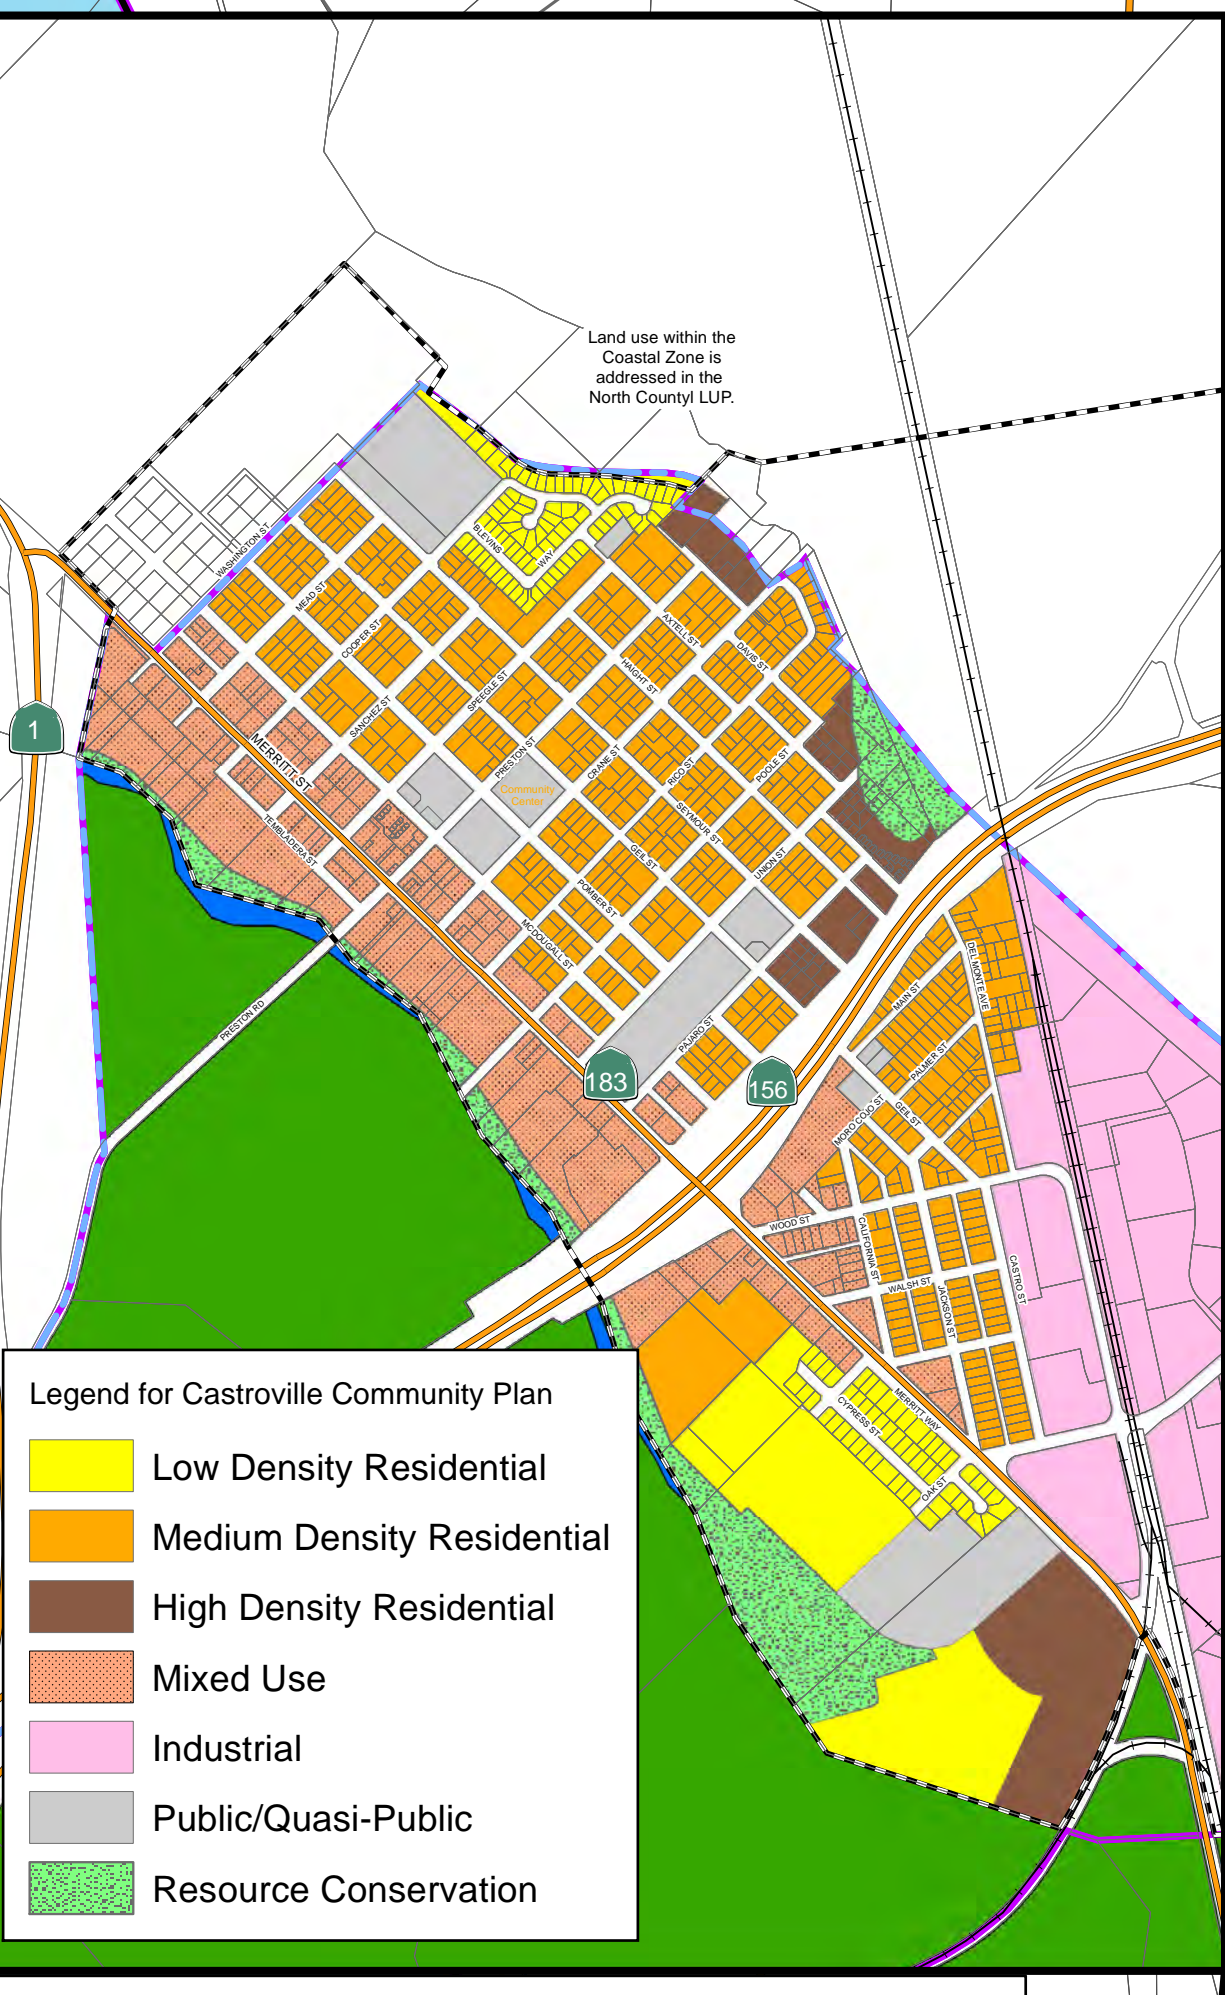 Land use within the
Coastal Zone is
addressed in the
North Countyl LUP.
WASHINGTON ST
BLEVINS
WAY
MEAD ST
COOPER ST
AXTELL ST
DAVIS ST
HAIGHT ST
SPEEGLE ST
SANCHEZ ST
1
MERRITT ST
PRESTON ST
CRANE ST
RICO ST
POOLE ST
Community
Center
SEYMOUR ST
TEMBLADERA ST
GEIL ST
UNION ST
POMBER ST
MCDOUGALL ST
DEL MONTE AVE
MAIN ST
PRESTON RD
PAJARO ST
PALMER ST
183
156
GEIL ST
MORO COJO ST
WOOD ST
CALIFORNIA ST
WALSH ST
CASTRO ST
JACKSON ST
MERRITT WAY
CYPRESS ST
OAK ST
Legend for Castroville Community Plan
Low Density Residential
Medium Density Residential
High Density Residential
Mixed Use
Industrial
Public/Quasi-Public
Resource Conservation